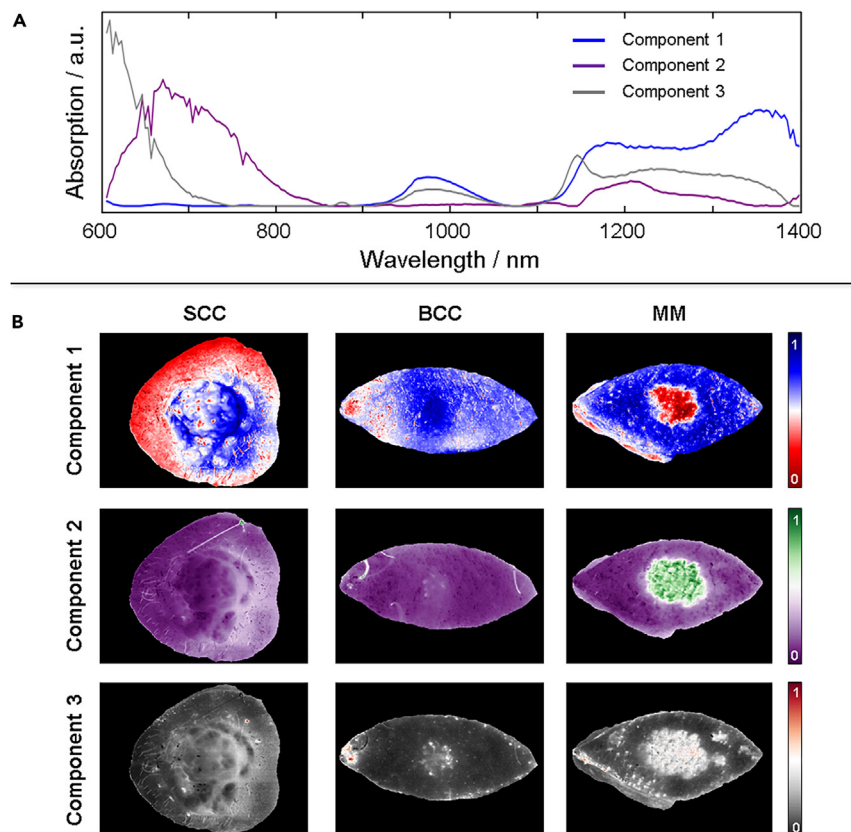 A
Absorption / a.u.
Component 1
Component 2
Component 3
600
800
1000
1200
1400
Wavelength / nm
B
SCC
BCC
MM
Component 1
1
0
Component 2
1
0
Component 3
1
0